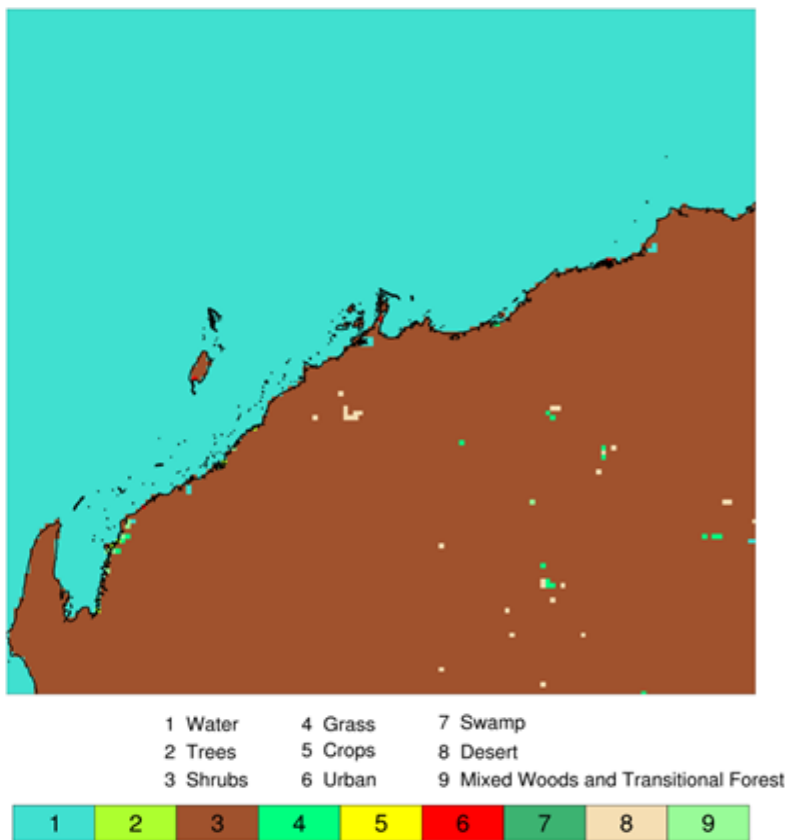 1 Water 4 Grass 7 Swamp
2 Trees 5 Crops 8 Desert
3 Shrubs 6 Urban 9 Mixed Woods and Transitional Forest
1 2 3 4 5 6 7 8 9